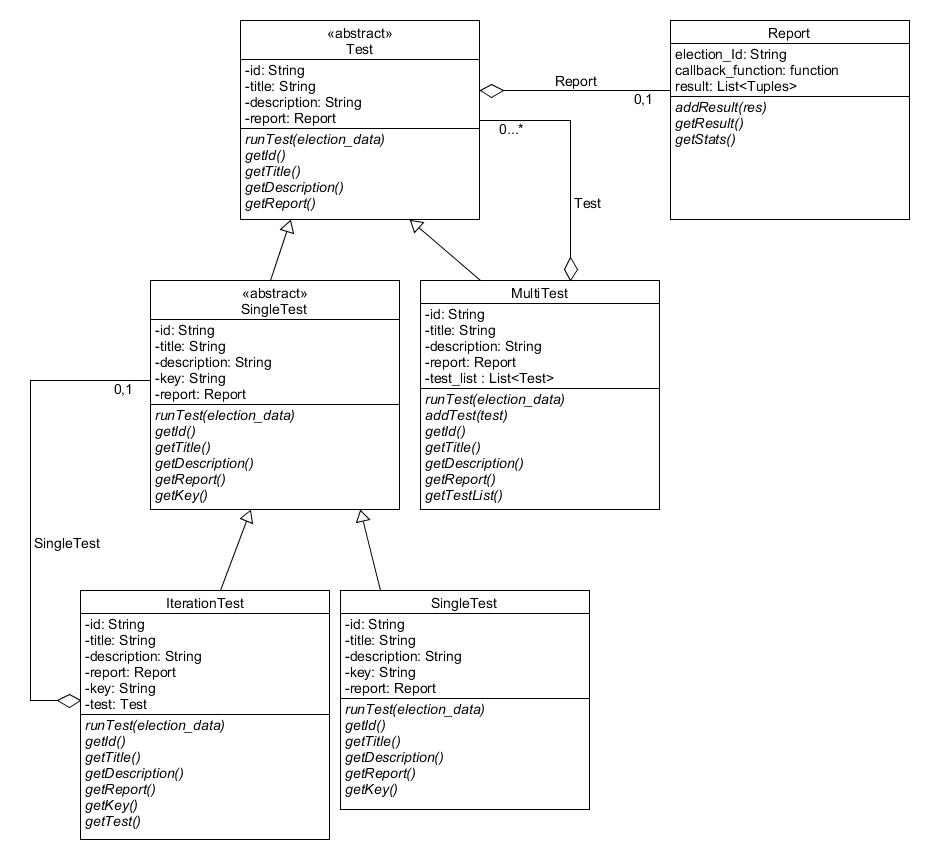 «abstract»
Test
-id: String
-title: String
-description: String
-report: Report
runTest(election_data)
getId()
getTitle()
getDescription()
getReport()
Report
0,1
Report
election_Id: String
callback_function: function
result: List<Tuples>
addResult(res)
getResult()
getStats()
0...*
Test
«abstract»
SingleTest
-id: String
-title: String
-description: String
-key: String
-report: Report
runTest(election_data)
getId()
getTitle()
getDescription()
getReport()
getKey()
MultiTest
-id: String
-title: String
-description: String
-report: Report
-test_list : List<Test>
runTest(election_data)
addTest(test)
getId()
getTitle()
getDescription()
getReport()
getTestList()
0,1
SingleTest
IterationTest
-id: String
-title: String
-description: String
-report: Report
-key: String
-test: Test
runTest(election_data)
getId()
getTitle()
getDescription()
getReport()
getKey()
getTest()
SingleTest
-id: String
-title: String
-description: String
-key: String
-report: Report
runTest(election_data)
getId()
getTitle()
getDescription()
getReport()
getKey()